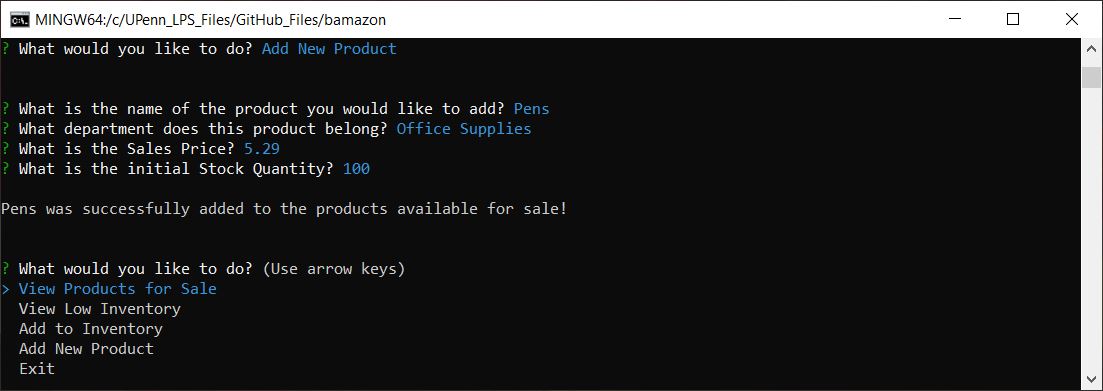 MINGW64:/c/UPenn_LPS_Files/GitHub_Files/bamazon
? What would you like to do? Add New Product
? What is the name of the product you would like to add? Pens
? What department does this product belong? Office Supplies
? What is the Sales Price? 5.29
? What is the initial Stock Quantity? 100
Pens was successfully added to the products available for sale!
? What would you like to do? (Use arrow keys)
> View Products for Sale
View Low Inventory
Add to Inventory
Add New Product
Exit